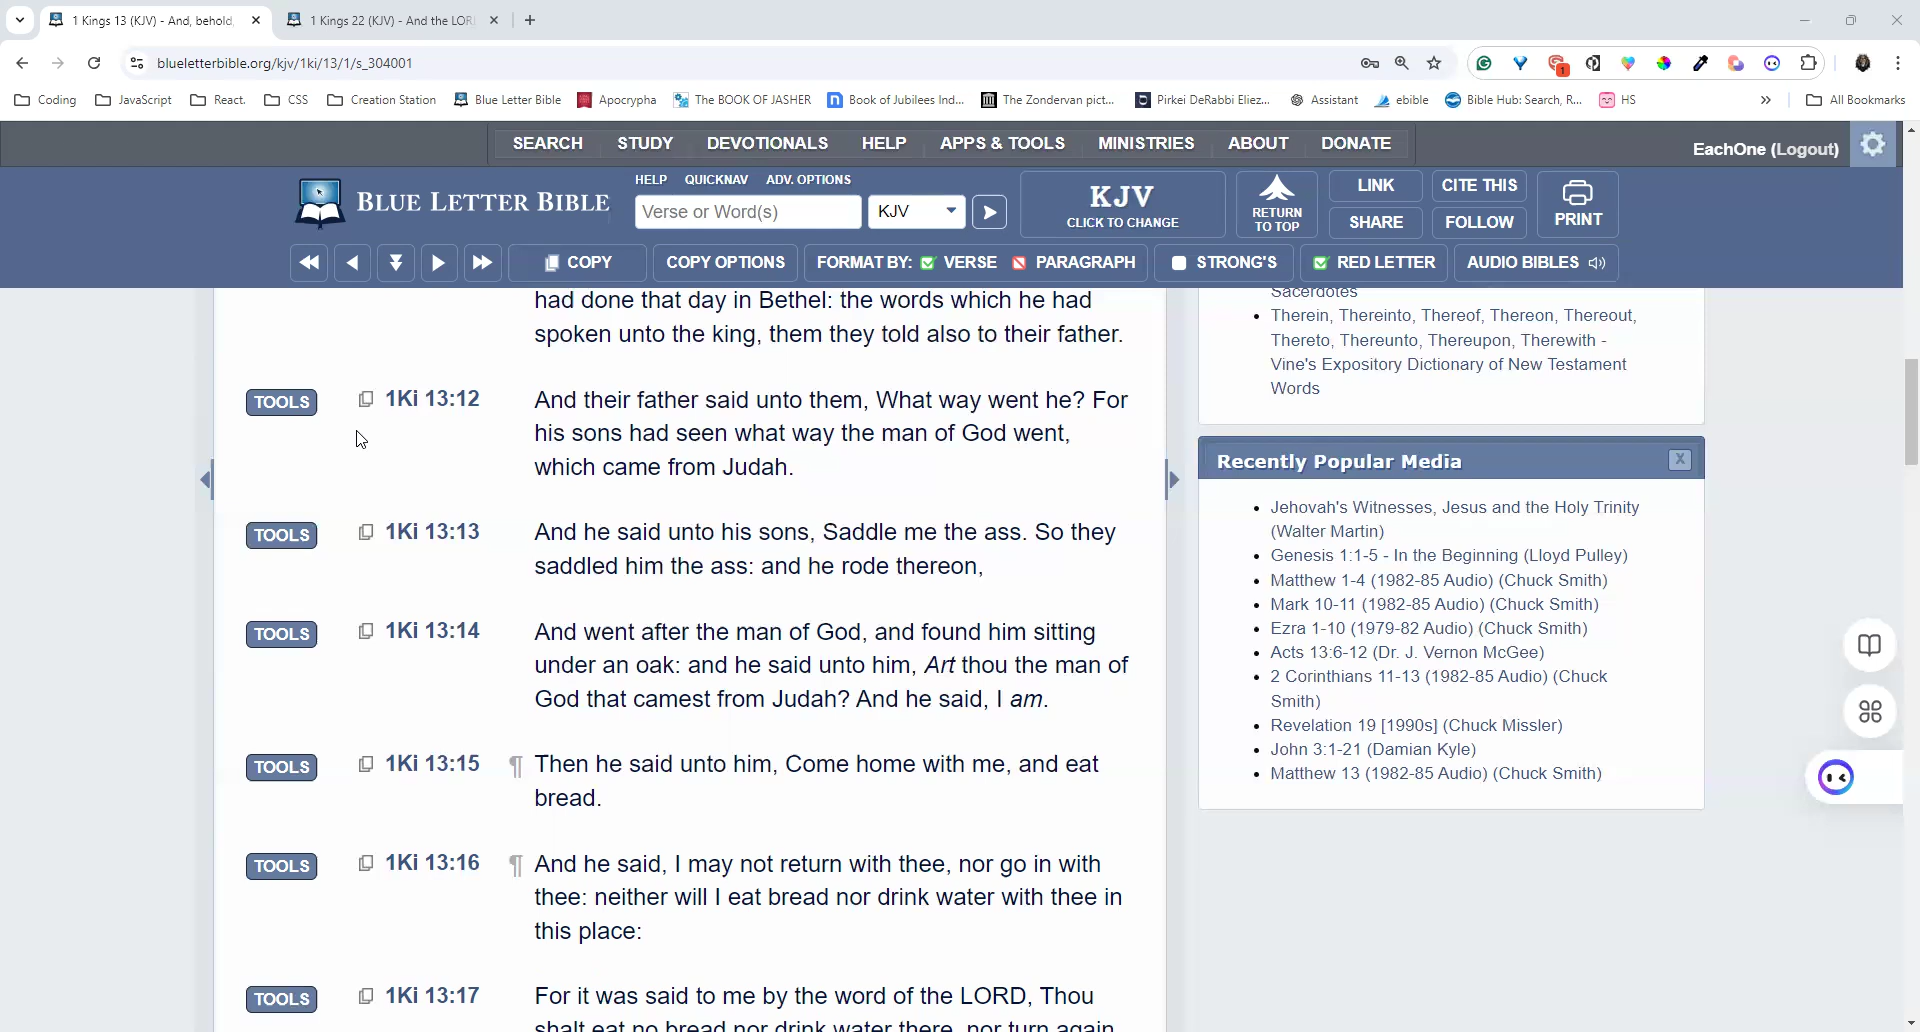 1 Kings 13 (KJV) - And, behold,
1 Kings 22 (KJV) - And the LOR
blueletterbible.org/kjv/1ki/13/1/s_304001
1
Coding
JavaScript
React.
CSS
Creation Station
Blue Letter Bible
Apocrypha
The BOOK OF JASHER
Book of Jubilees Ind...
The Zondervan pict...
Pirkei DeRabbi Eliez...
Assistant
ebible
Bible Hub: Search, R...
HS
All Bookmarks
SEARCH
STUDY
DEVOTIONALS
HELP
APPS & TOOLS
MINISTRIES
ABOUT
DONATE
EachOne (Logout)
BLUE LETTER BIBLE
HELP
QUICKNAV
ADV. OPTIONS
Verse or Word(s)
KJV
KJV
CLICK TO CHANGE
RETURN
TO TOP
LINK
CITE THIS
SHARE
FOLLOW
PRINT
COPY
COPY OPTIONS
FORMAT BY: VERSE PARAGRAPH
STRONG'S
RED LETTER
AUDIO BIBLES
had done that day in Bethel: the words which he had
spoken unto the king, them they told also to their father.
TOOLS
1Ki 13:12
And their father said unto them, What way went he? For
his sons had seen what way the man of God went,
which came from Judah.
TOOLS
1Ki 13:13
And he said unto his sons, Saddle me the ass. So they
saddled him the ass: and he rode thereon,
TOOLS
1Ki 13:14
And went after the man of God, and found him sitting
under an oak: and he said unto him, Art thou the man of
God that camest from Judah? And he said, I am.
TOOLS
1Ki 13:15
¶ Then he said unto him, Come home with me, and eat
bread.
TOOLS
1Ki 13:16
¶ And he said, I may not return with thee, nor go in with
thee: neither will I eat bread nor drink water with thee in
this place:
TOOLS
1Ki 13:17
For it was said to me by the word of the LORD, Thou
shalt eat no bread nor drink water there, nor turn again
Sacerdotes
Therein, Thereinto, Thereof, Thereon, Thereout,
Thereto, Thereunto, Thereupon, Therewith -
Vine's Expository Dictionary of New Testament
Words
Recently Popular Media
X
Jehovah's Witnesses, Jesus and the Holy Trinity
(Walter Martin)
Genesis 1:1-5 - In the Beginning (Lloyd Pulley)
Matthew 1-4 (1982-85 Audio) (Chuck Smith)
Mark 10-11 (1982-85 Audio) (Chuck Smith)
Ezra 1-10 (1979-82 Audio) (Chuck Smith)
Acts 13:6-12 (Dr. J. Vernon McGee)
2 Corinthians 11-13 (1982-85 Audio) (Chuck
Smith)
Revelation 19 [1990s] (Chuck Missler)
John 3:1-21 (Damian Kyle)
Matthew 13 (1982-85 Audio) (Chuck Smith)